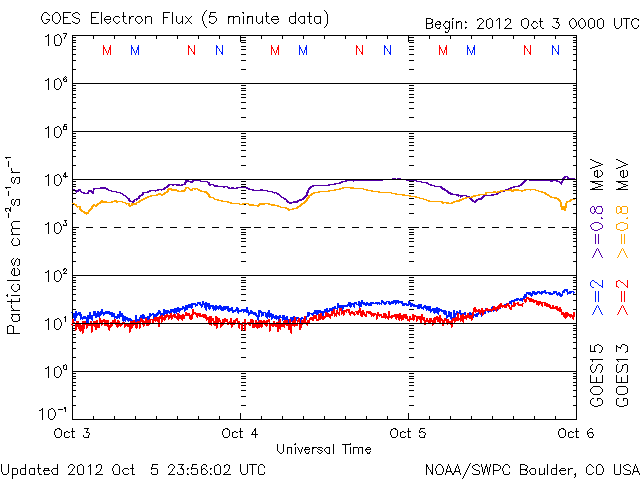 GOES Electron Flux (5 minute data)
Begin: 2012 Oct 3 0000 UTC
10⁷
M M N N M M N N M M N N
10⁶
10⁵
10⁴
10³
10²
10¹
10⁰
10⁻¹
Particles cm⁻²s⁻¹sr⁻¹
Oct 3 Oct 4 Oct 5 Oct 6
Universal Time
GOES15 >=2 >=0.8 MeV
GOES13 >=2 >=0.8 MeV
Updated 2012 Oct 5 23:56:02 UTC
NOAA/SWPC Boulder, CO USA